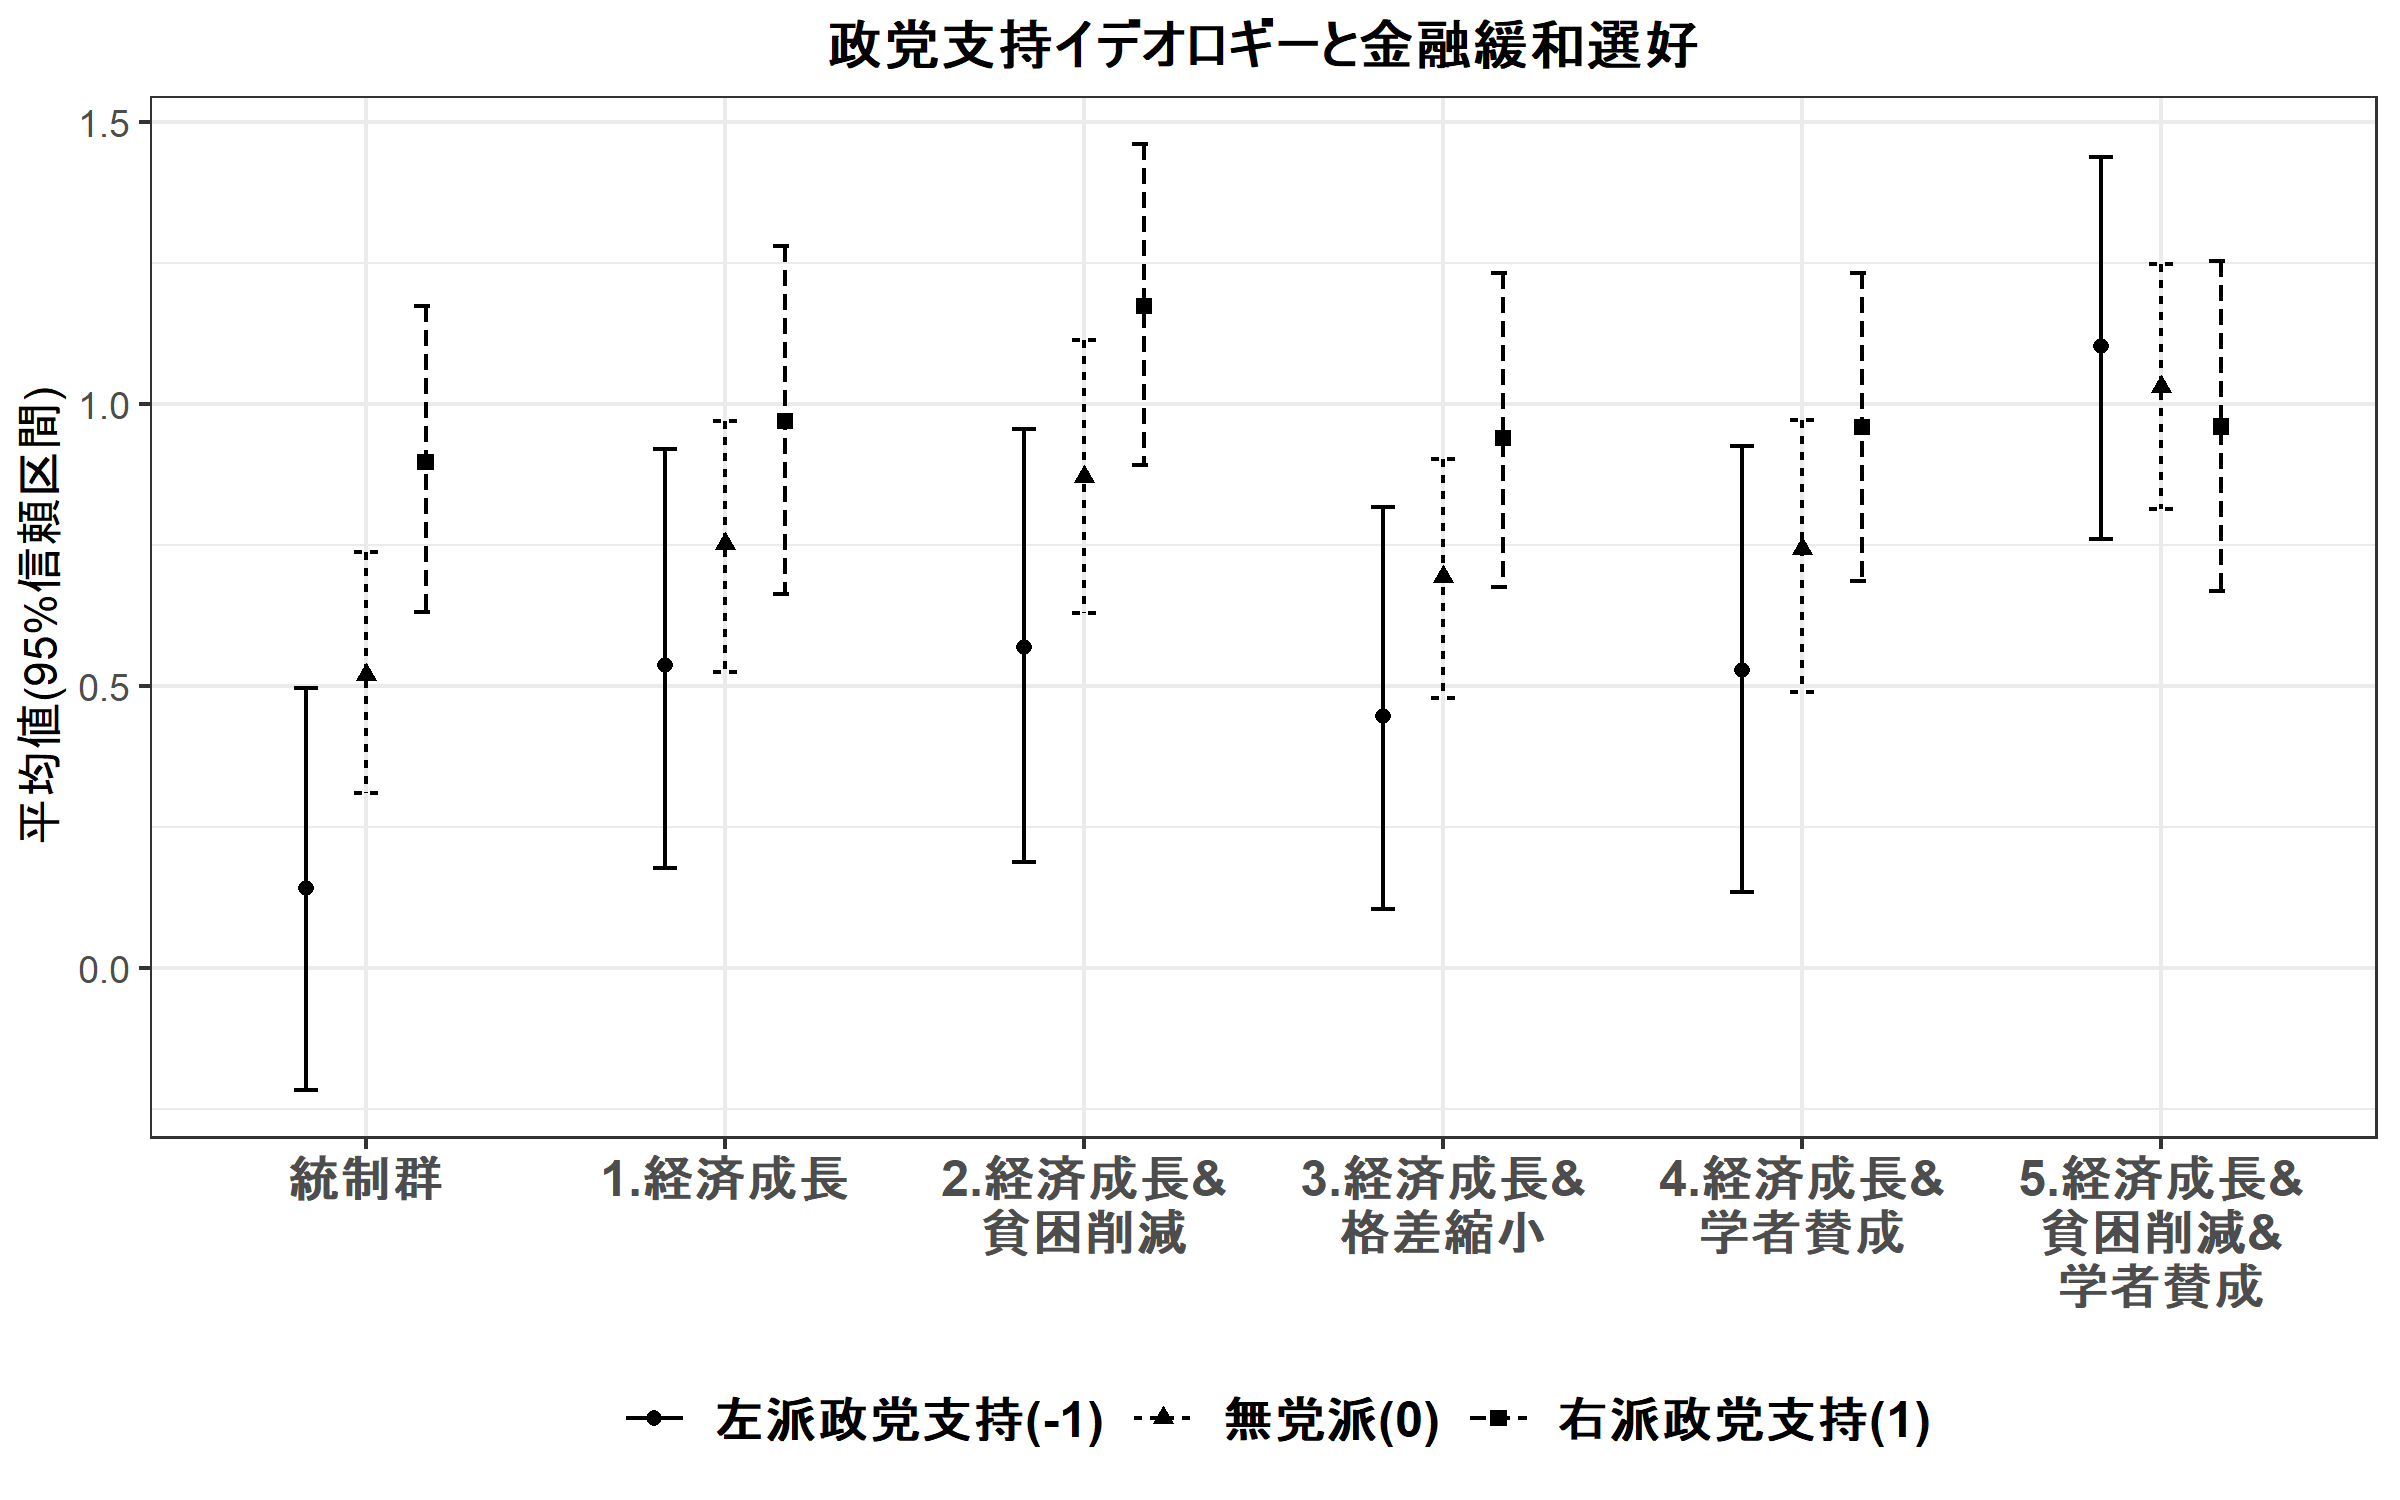 政党支持イデオロギーと金融緩和選好
平均値(95%信頼区間)
1.5
1.0
0.5
0.0
統制群
1.経済成長
2.経済成長&
貧困削減
3.経済成長&
格差縮小
4.経済成長&
学者賛成
5.経済成長&
貧困削減&
学者賛成
左派政党支持(-1) 無党派(0) 右派政党支持(1)